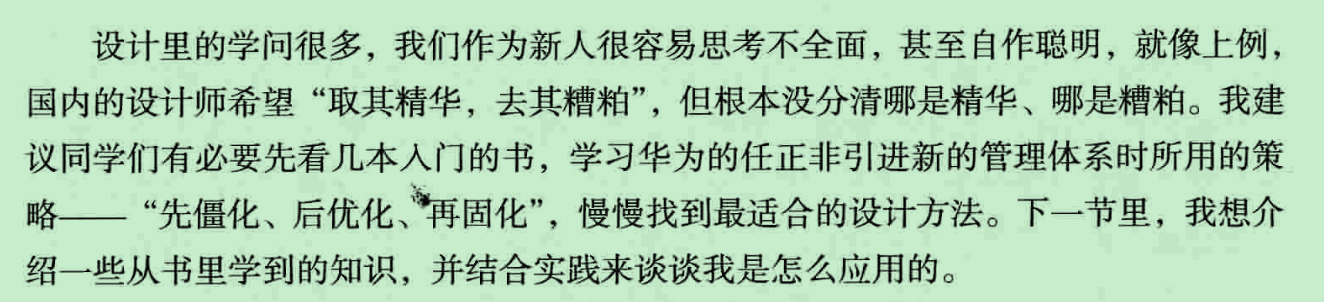 设计里的学问很多，我们作为新人很容易思考不全面，甚至自作聪明，就像上例，
国内的设计师希望“取其精华，去其糟粕”，但根本没分清哪是精华、哪是糟粕。我建
议同学们有必要先看几本入门的书，学习华为的任正非引进新的管理体系时所用的策
略——“先僵化、后优化、再固化”，慢慢找到最适合的设计方法。下一节里，我想介
绍一些从书里学到的知识，并结合实践来谈谈我是怎么应用的。